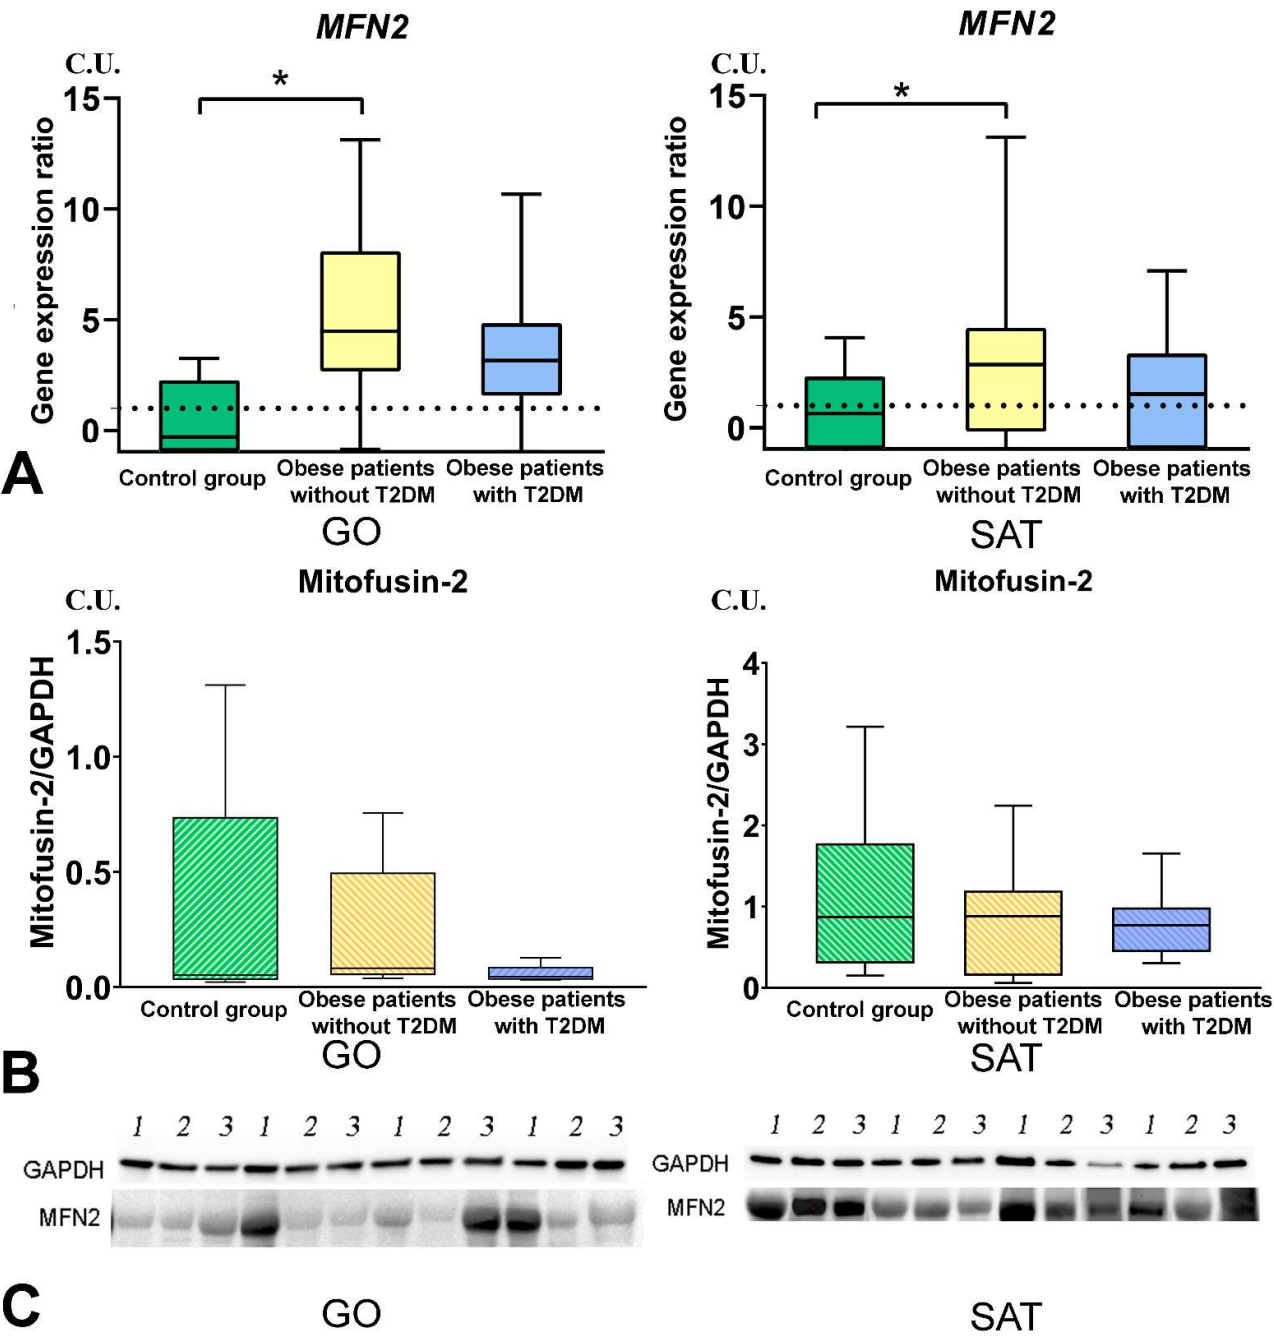 MFN2
C.U.
*
15
10
5
0
Gene expression ratio
Control group
Obese patients
without T2DM
Obese patients
with T2DM
GO
MFN2
C.U.
*
15
10
5
0
Gene expression ratio
Control group
Obese patients
without T2DM
Obese patients
with T2DM
SAT
A
Mitofusin-2
C.U.
1.5
1.0
0.5
0.0
Mitofusin-2/GAPDH
Control group
Obese patients
without T2DM
Obese patients
with T2DM
GO
Mitofusin-2
C.U.
4
3
2
1
0
Mitofusin-2/GAPDH
Control group
Obese patients
without T2DM
Obese patients
with T2DM
SAT
B
1 2 3 1 2 3 1 2 3 1 2 3
GAPDH
MFN2
GO
1 2 3 1 2 3 1 2 3 1 2 3
GAPDH
MFN2
SAT
C